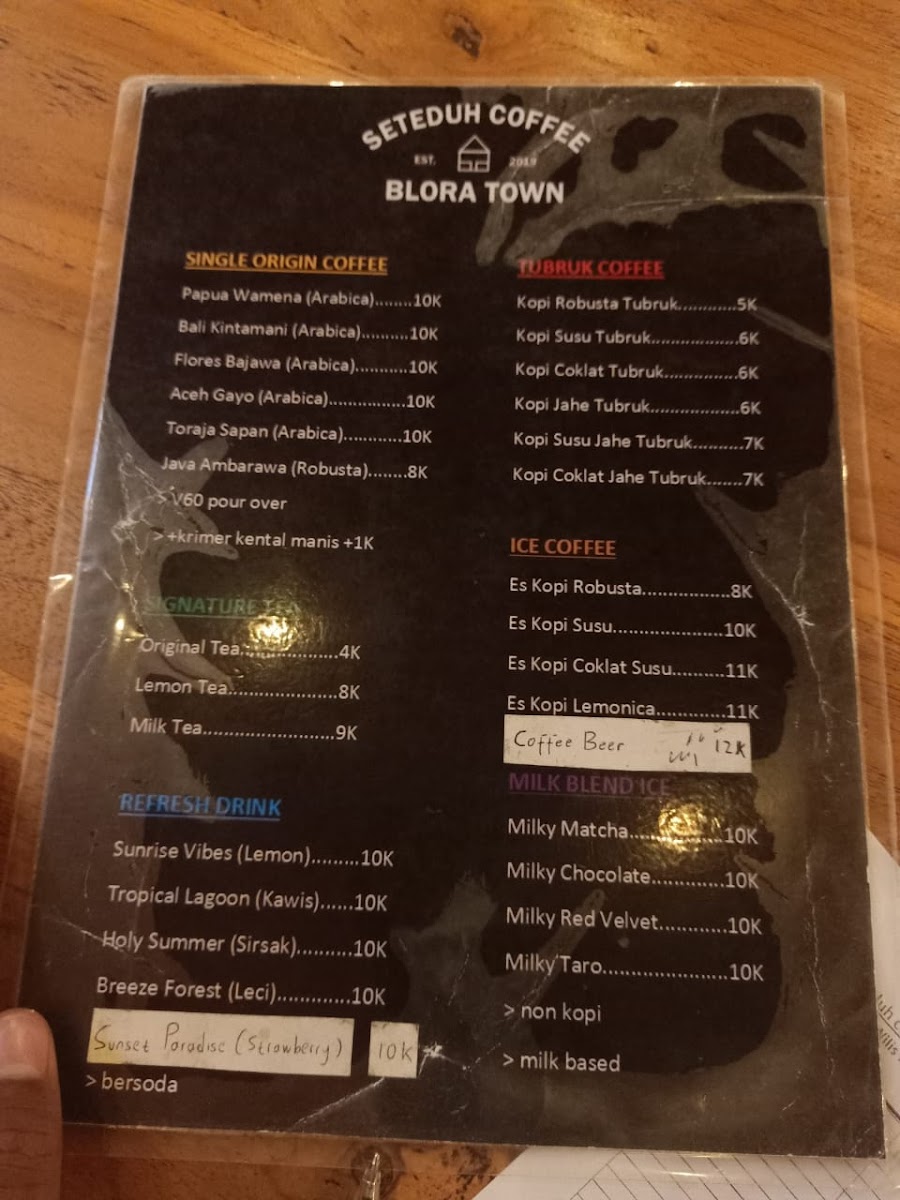 SETEDUH COFFEE
EST. 2019
BLORA TOWN
SINGLE ORIGIN COFFEE
Papua Wamena (Arabica)........10K
Bali Kintamani (Arabica)..........10K
Flores Bajawa (Arabica)...........10K
Aceh Gayo (Arabica)................10K
Toraja Sapan (Arabica)............10K
Java Ambarawa (Robusta)........8K
> V60 pour over
> +krimer kental manis +1K
SIGNATURE TEA
Original Tea....................4K
Lemon Tea......................8K
Milk Tea..........................9K
REFRESH DRINK
Sunrise Vibes (Lemon).........10K
Tropical Lagoon (Kawis)......10K
Holy Summer (Sirsak)..........10K
Breeze Forest (Leci).............10K
Sunset Paradise (Strawberry) 10K
> bersoda
TUBRUK COFFEE
Kopi Robusta Tubruk............5K
Kopi Susu Tubruk..................6K
Kopi Coklat Tubruk...............6K
Kopi Jahe Tubruk..................6K
Kopi Susu Jahe Tubruk..........7K
Kopi Coklat Jahe Tubruk.......7K
ICE COFFEE
Es Kopi Robusta.................8K
Es Kopi Susu.....................10K
Es Kopi Coklat Susu..........11K
Es Kopi Lemonica.............11K
Coffee Beer 12K
MILK BLEND ICE
Milky Matcha.................10K
Milky Chocolate.............10K
Milky Red Velvet............10K
Milky Taro......................10K
> non kopi
> milk based